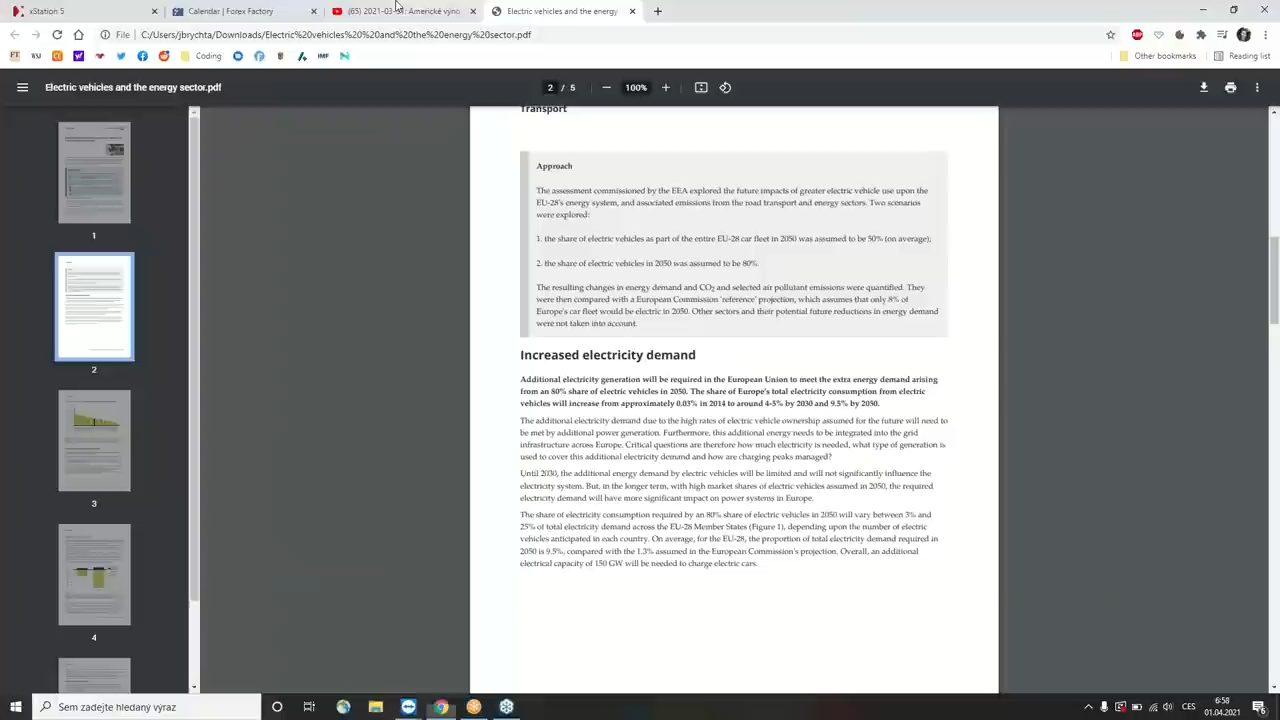 xStation 5
Calendar | Forex Factory
(65) 2021-03-31: Americké výno
Electric vehicles and the energy
File
C:/Users/jbrychta/Downloads/Electric%20vehicles%20%20and%20the%20energy%20sector.pdf
FT
WSJ
Coding
IMF
Other bookmarks
Reading list
Electric vehicles and the energy sector.pdf
2 / 5
100%
1
2
3
4
Transport
Approach
The assessment commissioned by the EEA explored the future impacts of greater electric vehicle use upon the
EU-28's energy system, and associated emissions from the road transport and energy sectors. Two scenarios
were explored:
1. the share of electric vehicles as part of the entire EU-28 car fleet in 2050 was assumed to be 50% (on average);
2. the share of electric vehicles in 2050 was assumed to be 80%.
The resulting changes in energy demand and CO2 and selected air pollutant emissions were quantified. They
were then compared with a European Commission 'reference' projection, which assumes that only 8% of
Europe's car fleet would be electric in 2050. Other sectors and their potential future reductions in energy demand
were not taken into account.
Increased electricity demand
Additional electricity generation will be required in the European Union to meet the extra energy demand arising
from an 80% share of electric vehicles in 2050. The share of Europe's total electricity consumption from electric
vehicles will increase from approximately 0.03% in 2014 to around 4-5% by 2030 and 9.5% by 2050.
The additional electricity demand due to the high rates of electric vehicle ownership assumed for the future will need to
be met by additional power generation. Furthermore, this additional energy needs to be integrated into the grid
infrastructure across Europe. Critical questions are therefore how much electricity is needed, what type of generation is
used to cover this additional electricity demand and how are charging peaks managed?
Until 2030, the additional energy demand by electric vehicles will be limited and will not significantly influence the
electricity system. But, in the longer term, with high market shares of electric vehicles assumed in 2050, the required
electricity demand will have more significant impact on power systems in Europe.
The share of electricity consumption required by an 80% share of electric vehicles in 2050 will vary between 3% and
25% of total electricity demand across the EU-28 Member States (Figure 1), depending upon the number of electric
vehicles anticipated in each country. On average, for the EU-28, the proportion of total electricity demand required in
2050 is 9.5%, compared with the 1.3% assumed in the European Commission's projection. Overall, an additional
electrical capacity of 150 GW will be needed to charge electric cars.
Sem zadejte hledaný výraz
CES
6:58
01.04.2021